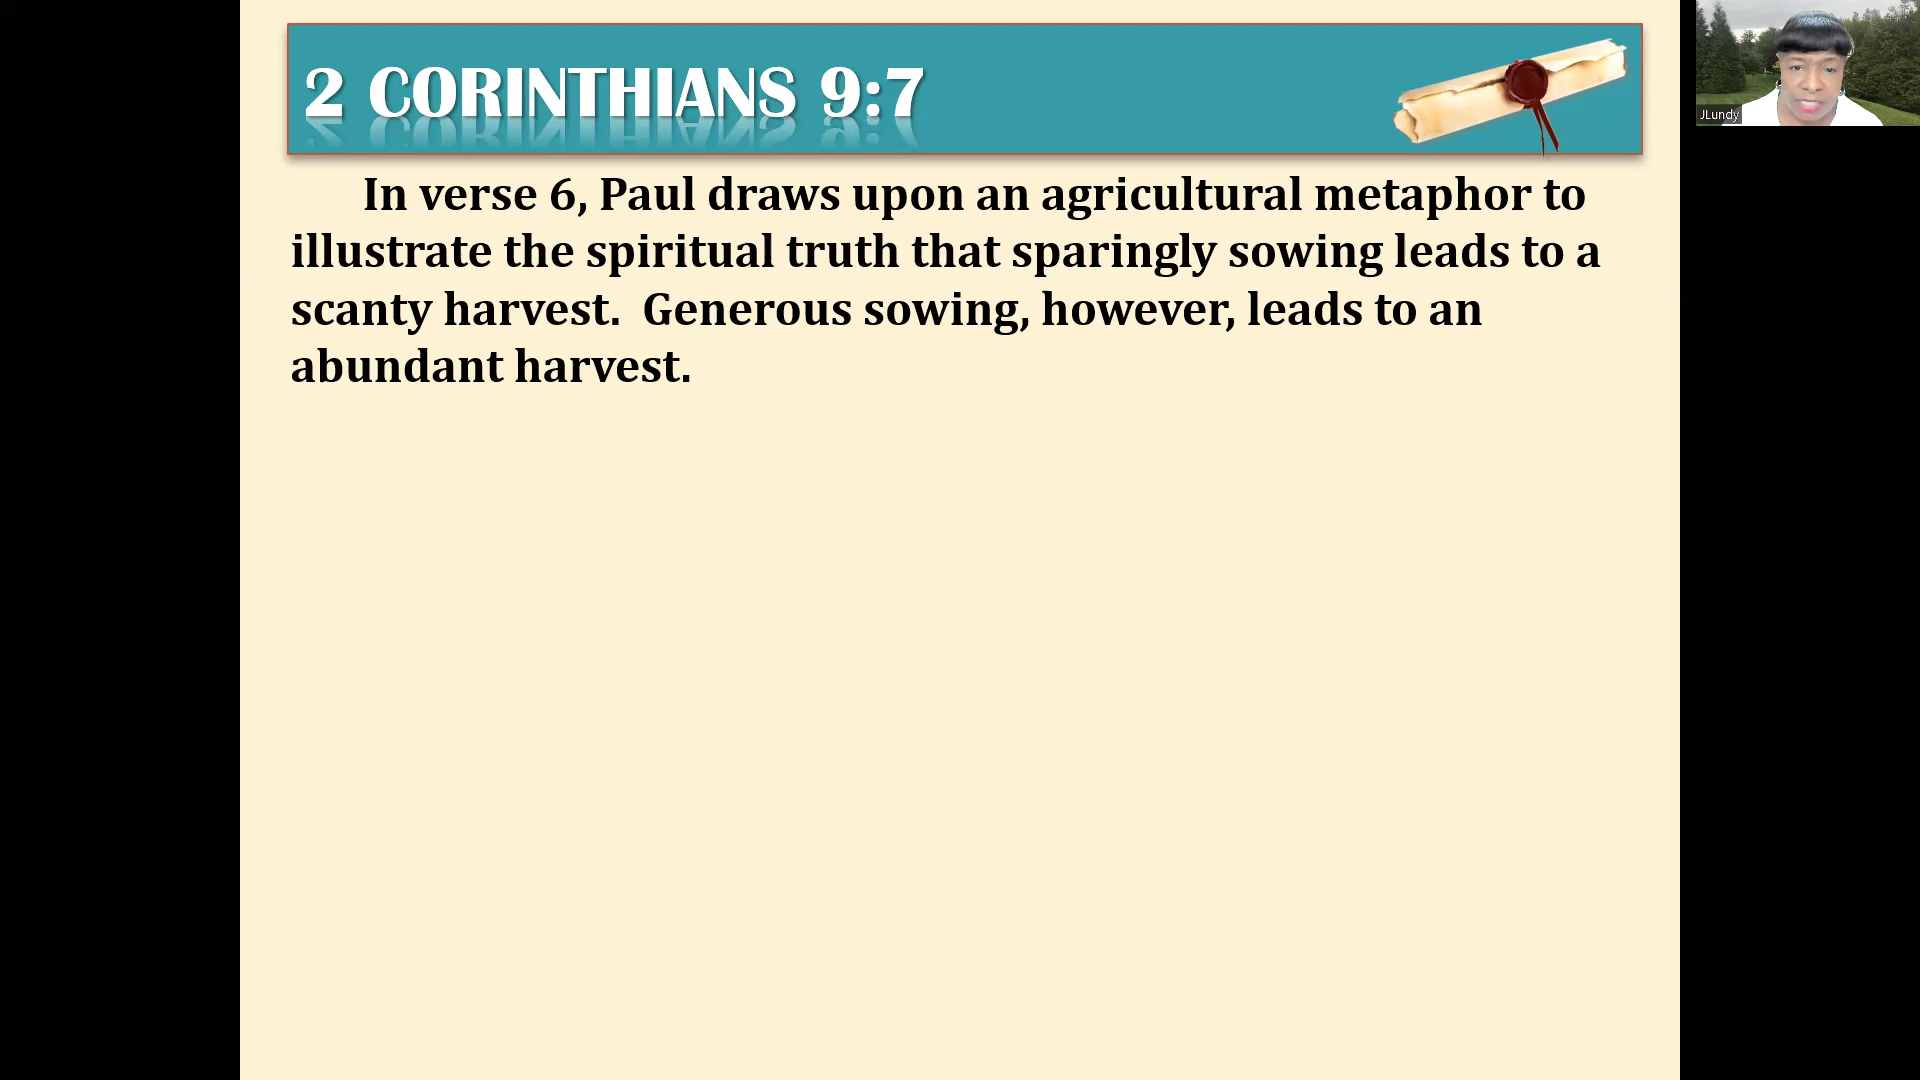 2 CORINTHIANS 9:7
JLundy
In verse 6, Paul draws upon an agricultural metaphor to
illustrate the spiritual truth that sparingly sowing leads to a
scanty harvest.  Generous sowing, however, leads to an
abundant harvest.